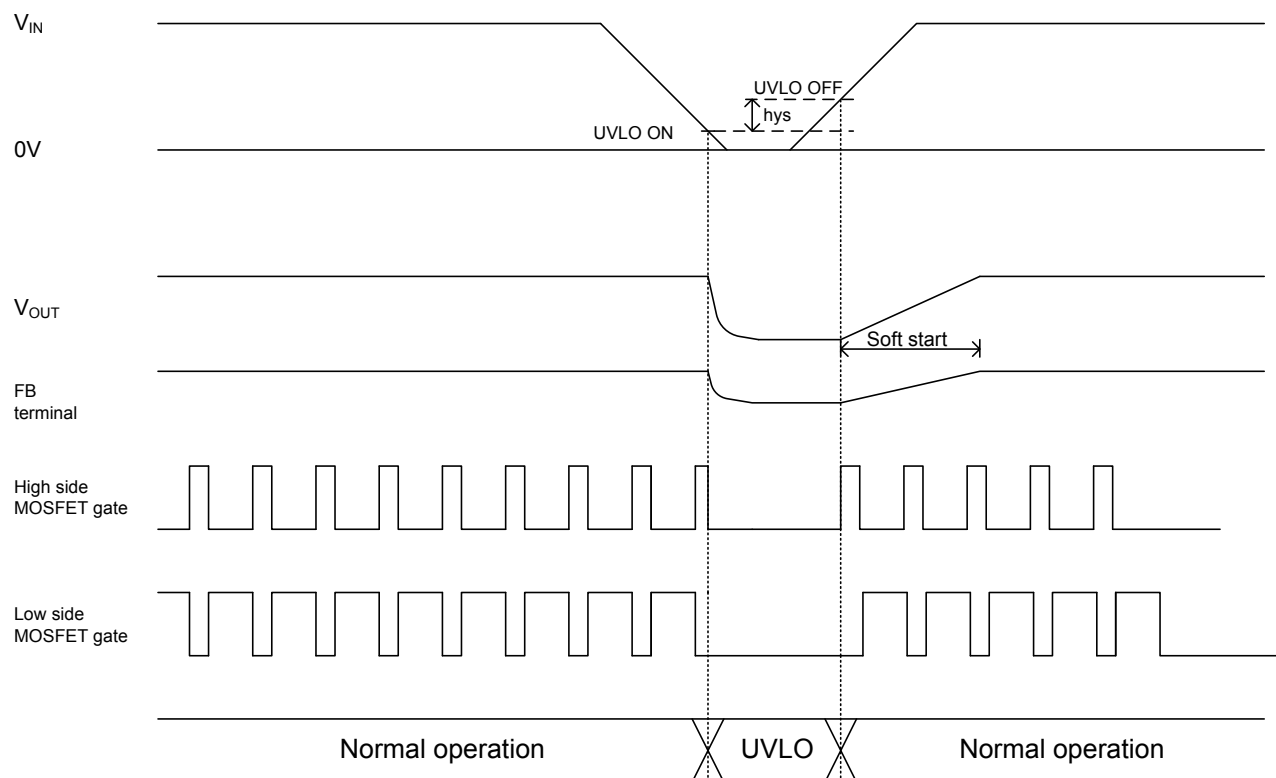 VIN
UVLO OFF
hys
UVLO ON
0V
VOUT
Soft start
FB
terminal
High side
MOSFET gate
Low side
MOSFET gate
Normal operation
UVLO
Normal operation